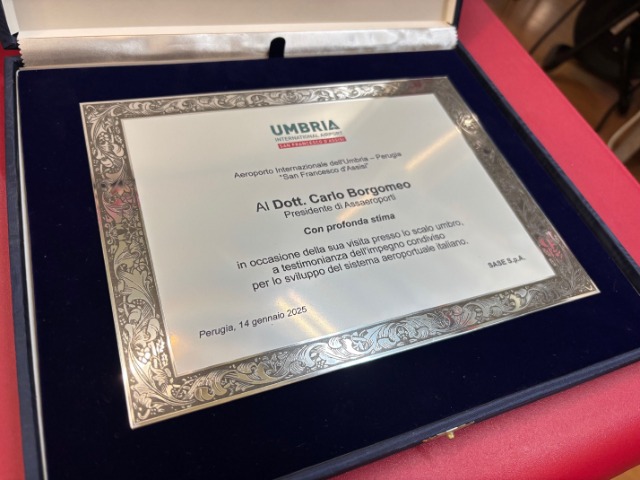 UMBRIA
INTERNATIONAL AIRPORT
SAN FRANCESCO D'ASSISI
Aeroporto Internazionale dell'Umbria – Perugia
"San Francesco d'Assisi"
Al Dott. Carlo Borgomeo
Presidente di Assaeroporti
Con profonda stima
in occasione della sua visita presso lo scalo umbro,
a testimonianza dell'impegno condiviso
per lo sviluppo del sistema aeroportuale italiano.
SASE S.p.A.
Perugia, 14 gennaio 2025